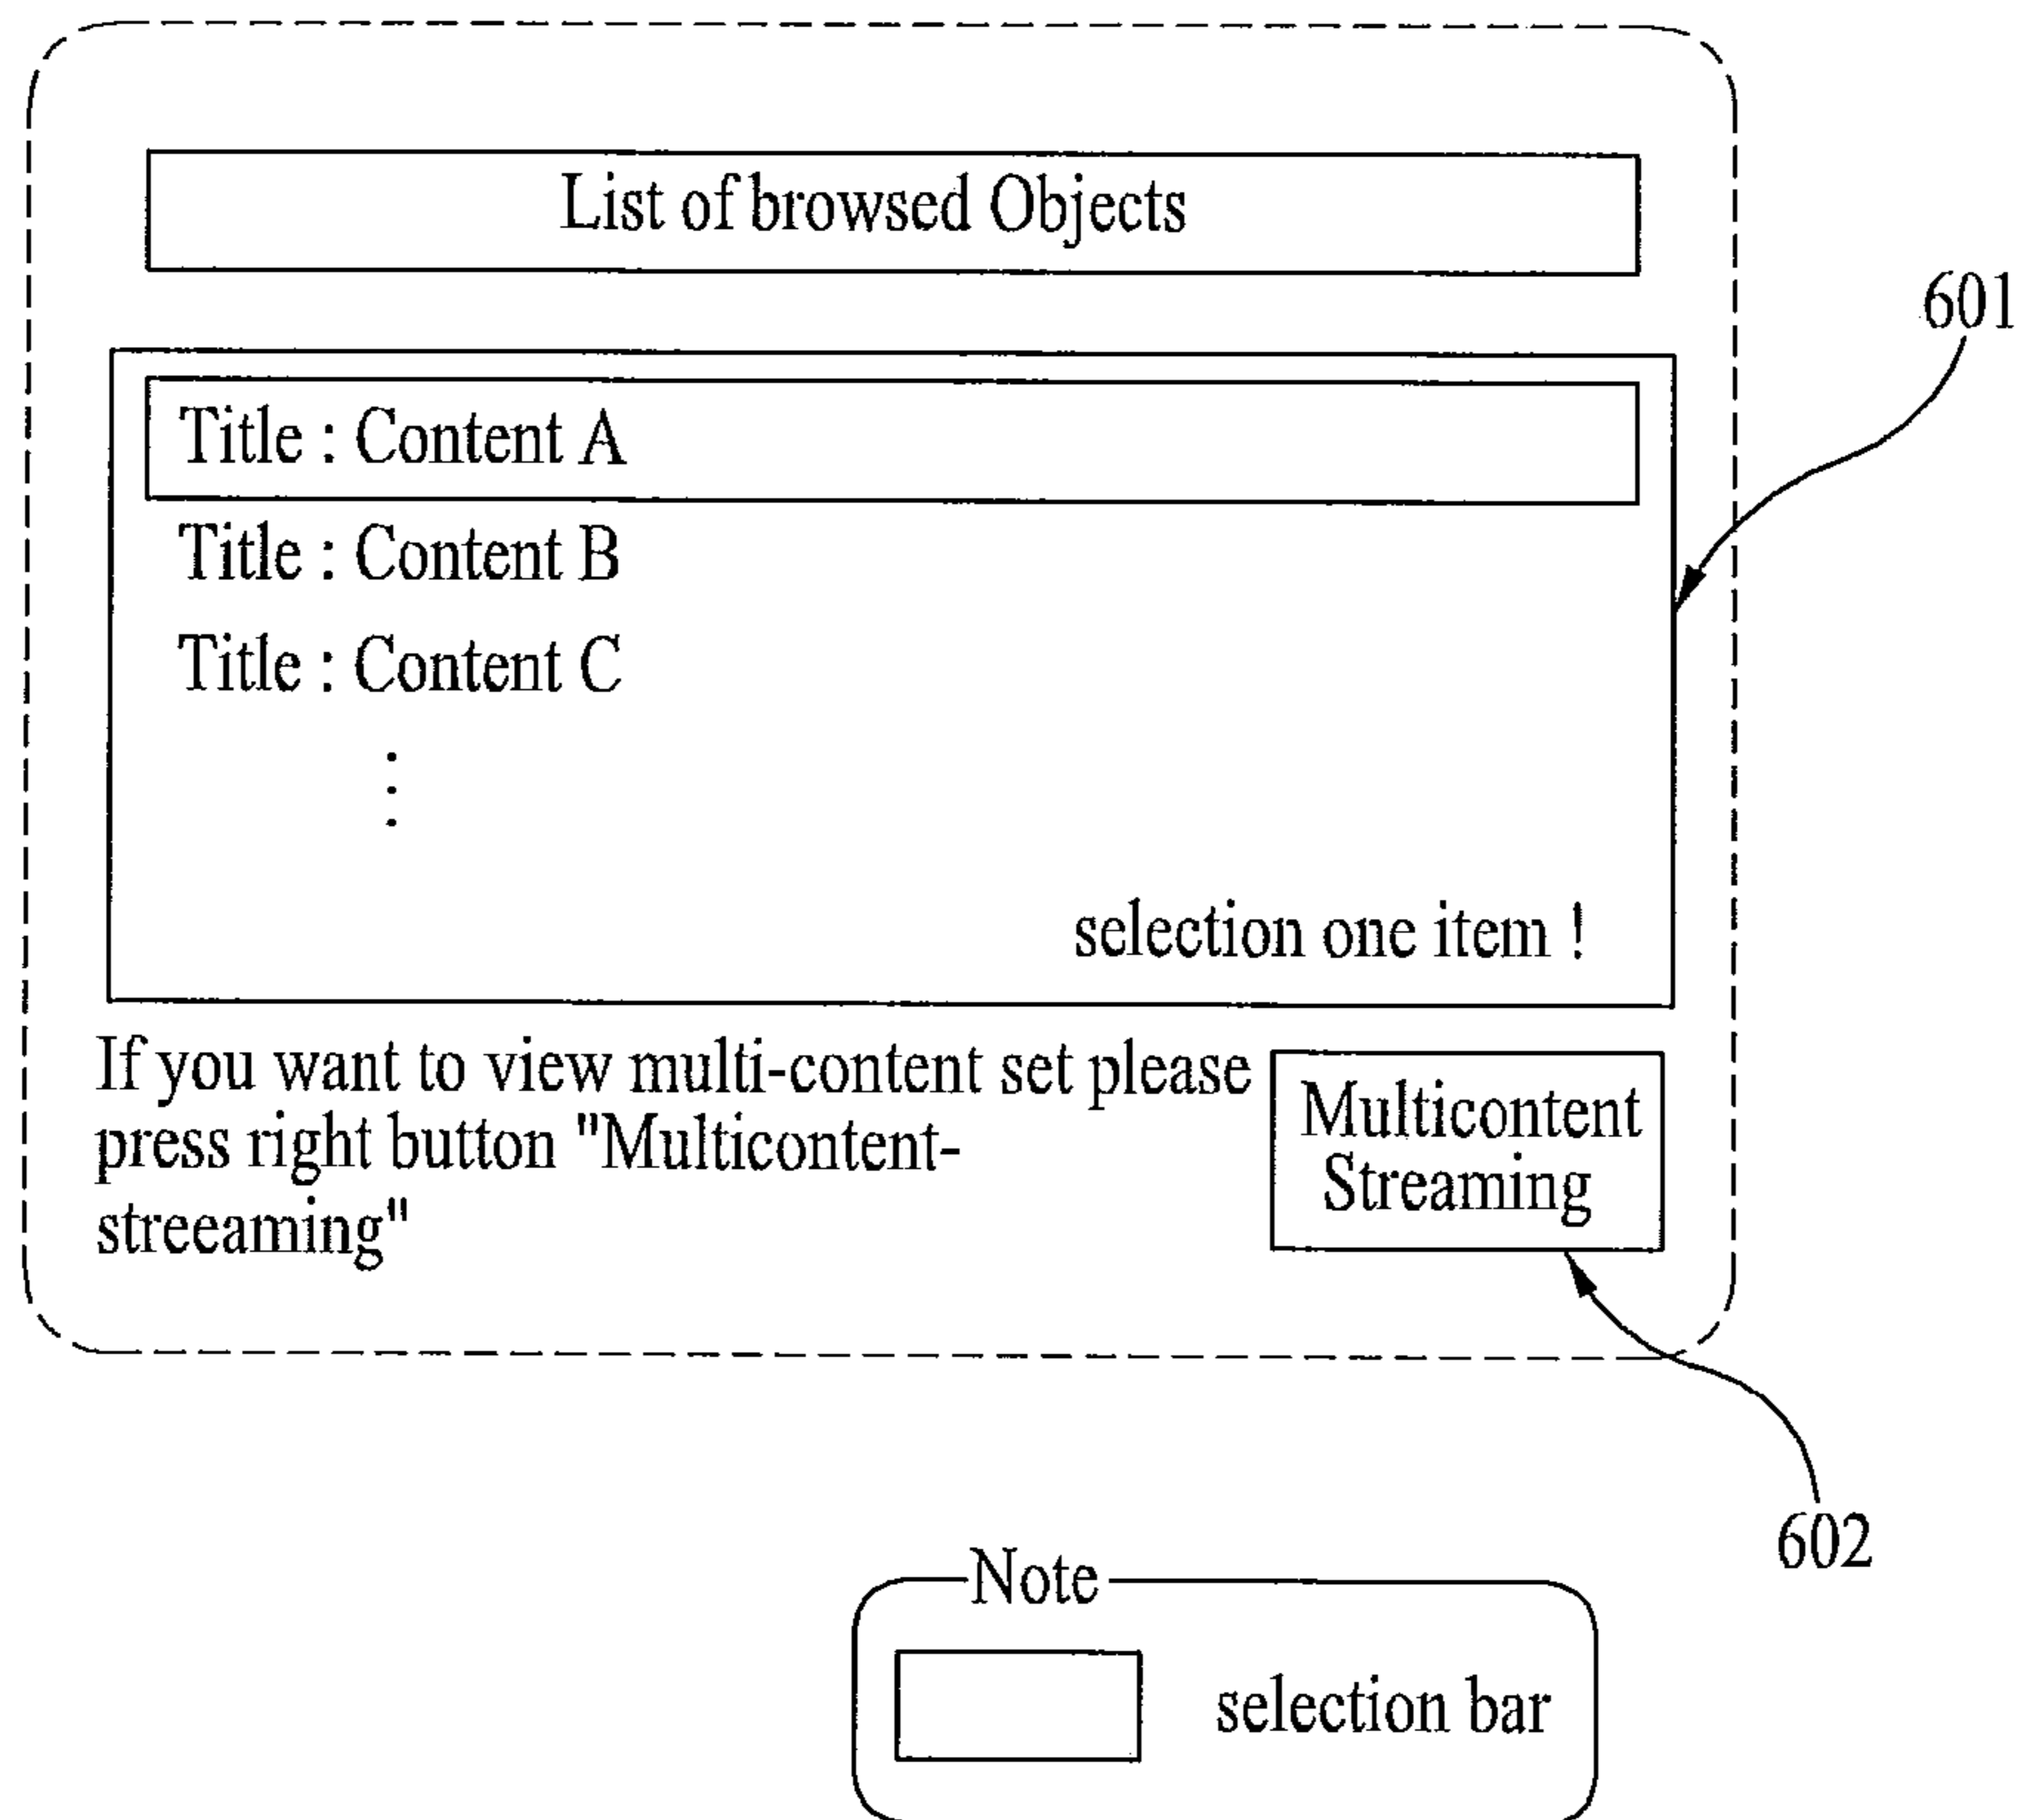 List of browsed Objects
601
Title : Content A
Title : Content B
Title : Content C
selection one item !
If you want to view multi-content set please
press right button "Multicontent-
streeaming"
Multicontent
Streaming
602
Note
selection bar